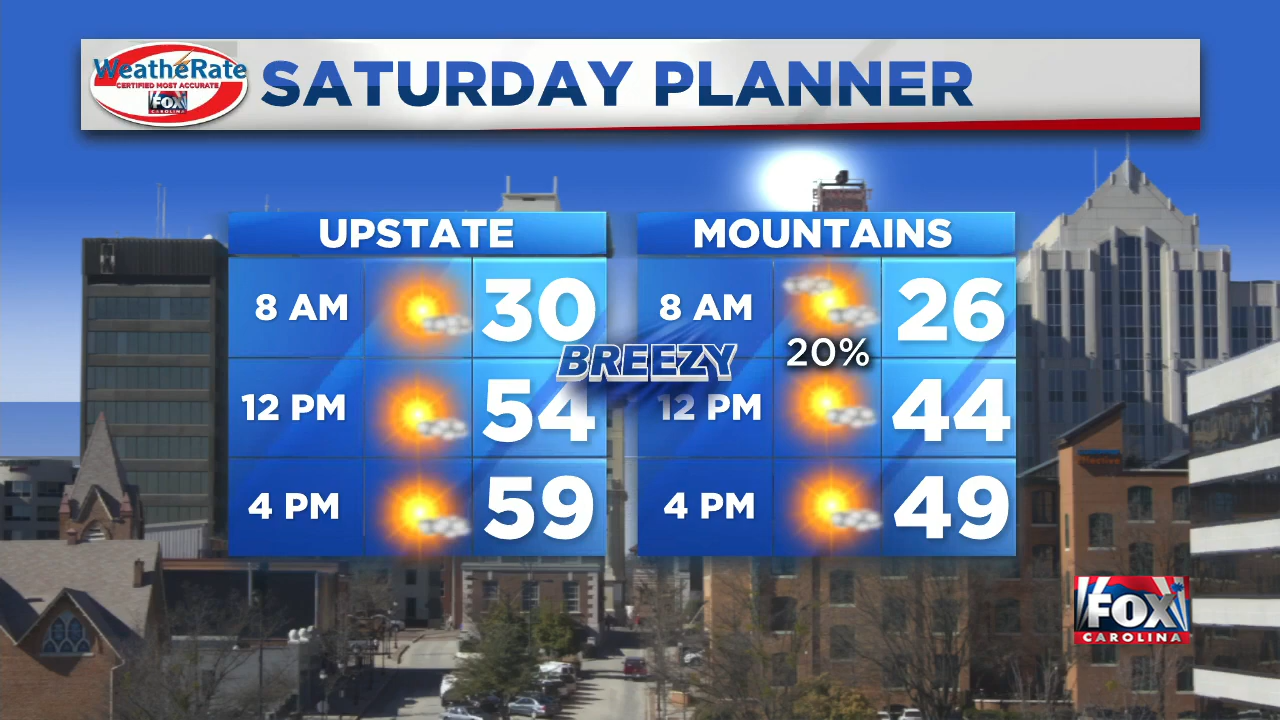 WeatheRate
CERTIFIED MOST ACCURATE
FOX
CAROLINA
SATURDAY PLANNER
UPSTATE
8 AM 30
12 PM 54
4 PM 59
BREEZY
MOUNTAINS
8 AM 26
20%
12 PM 44
4 PM 49
FOX
CAROLINA